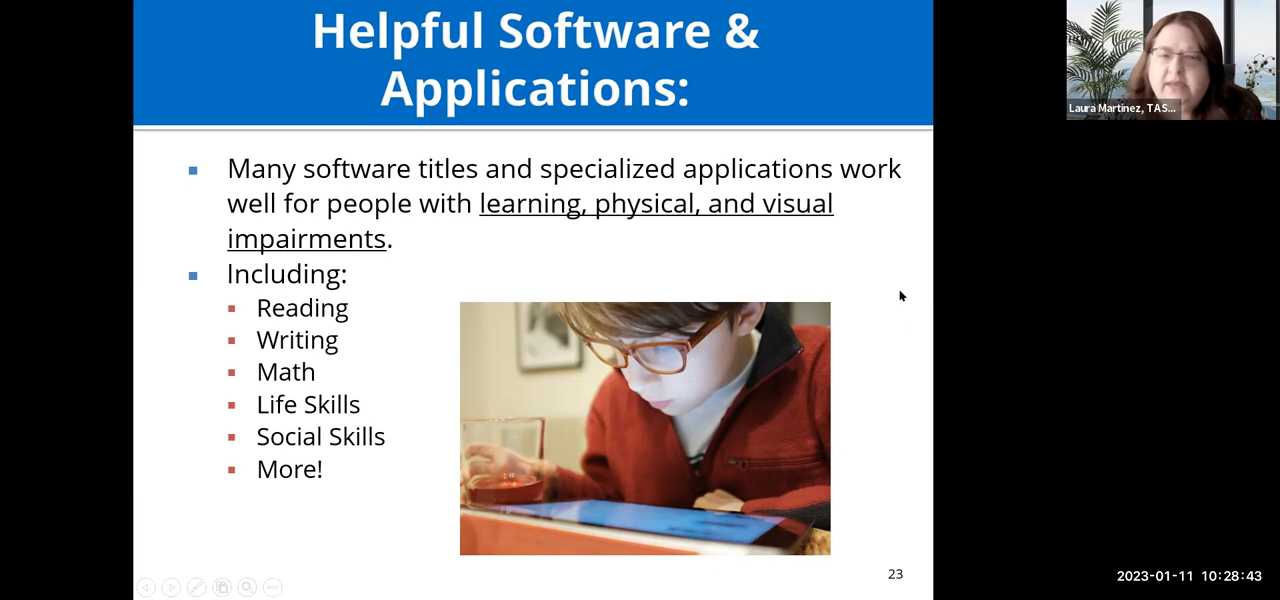 Helpful Software &
Applications:
Many software titles and specialized applications work
well for people with learning, physical, and visual
impairments.
Including:
Reading
Writing
Math
Life Skills
Social Skills
More!
23
Laura Martinez, TAS...
2023-01-11 10:28:43